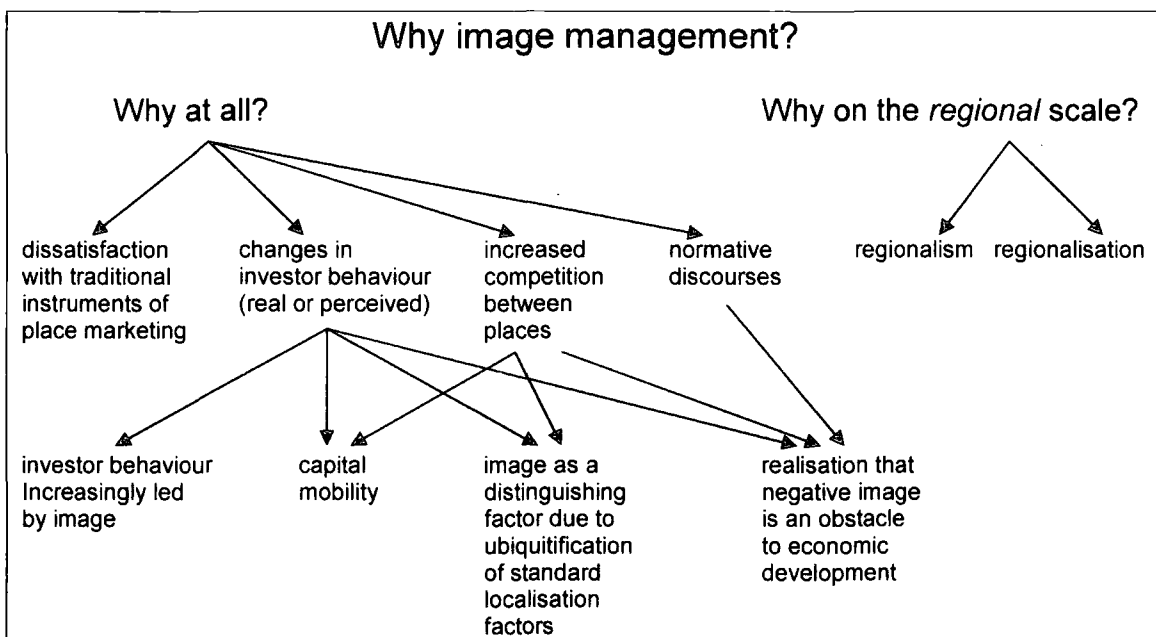 Why image management?
Why at all?
Why on the regional scale?
dissatisfaction
with traditional
instruments of
place marketing
changes in
investor behaviour
(real or perceived)
increased
competition
between
places
normative
discourses
regionalism
regionalisation
investor behaviour
Increasingly led
by image
capital
mobility
image as a
distinguishing
factor due to
ubiquitification
of standard
localisation
factors
realisation that
negative image
is an obstacle
to economic
development